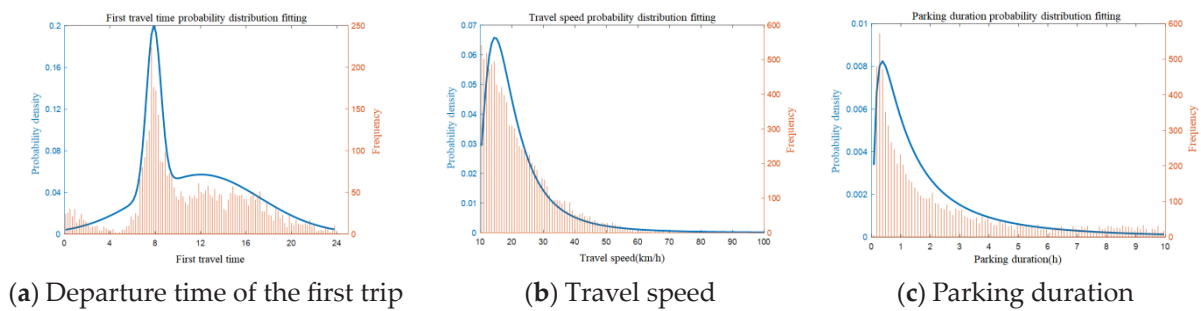 First travel time probability distribution fitting
0.2
0.16
0.12
0.08
0.04
0
Probability density
250
200
150
100
50
0
Frequency
0 4 8 12 16 20 24
First travel time
(a) Departure time of the first trip
Travel speed probability distribution fitting
0.07
0.06
0.05
0.04
0.03
0.02
0.01
0
Probability density
600
500
400
300
200
100
0
Frequency
10 20 30 40 50 60 70 80 90 100
Travel speed(km/h)
(b) Travel speed
Parking duration probability distribution fitting
0.01
0.008
0.006
0.004
0.002
0
Probability density
600
500
400
300
200
100
0
Frequency
0 1 2 3 4 5 6 7 8 9 10
Parking duration(h)
(c) Parking duration